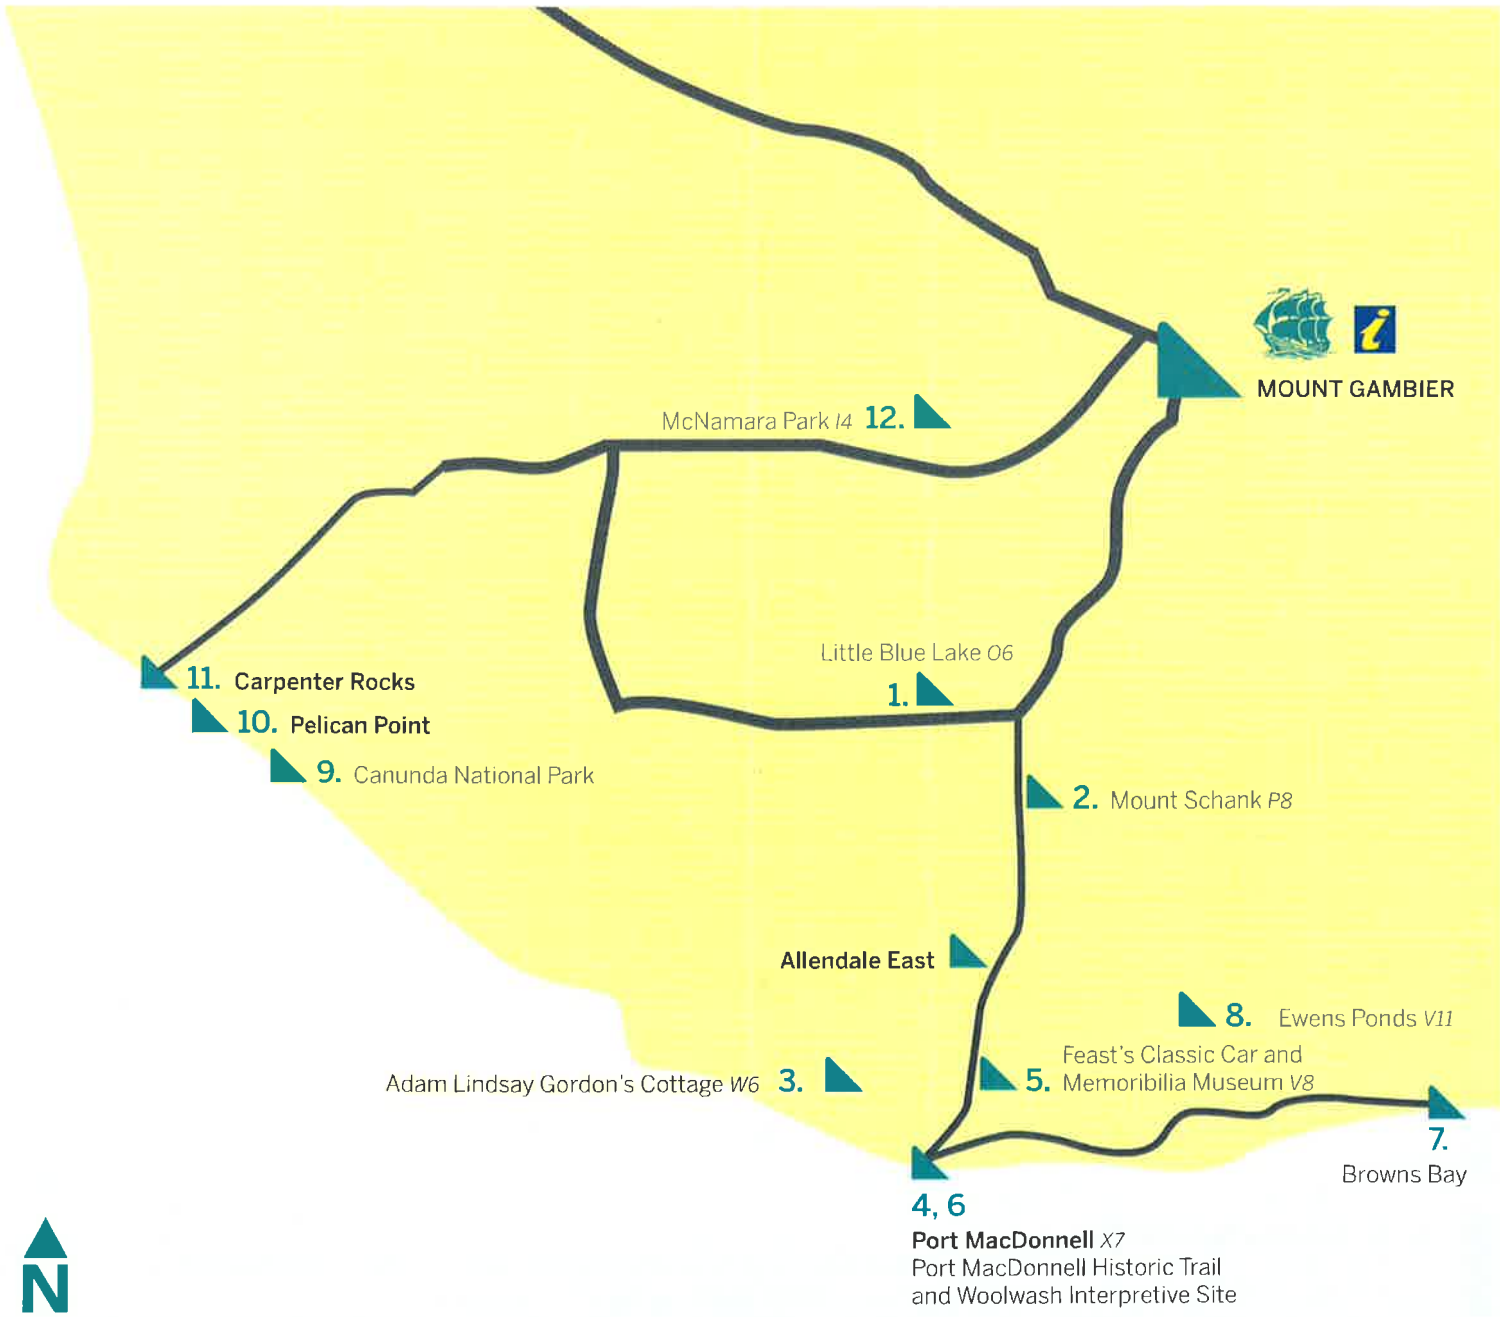 MOUNT GAMBIER
McNamara Park I4 12.
Little Blue Lake O6
1.
11. Carpenter Rocks
10. Pelican Point
9. Canunda National Park
2. Mount Schank P8
Allendale East
8. Ewens Ponds V11
Feast's Classic Car and
5. Memoribilia Museum V8
Adam Lindsay Gordon's Cottage W6 3.
7.
Browns Bay
4, 6
Port MacDonnell X7
Port MacDonnell Historic Trail
and Woolwash Interpretive Site
N
i